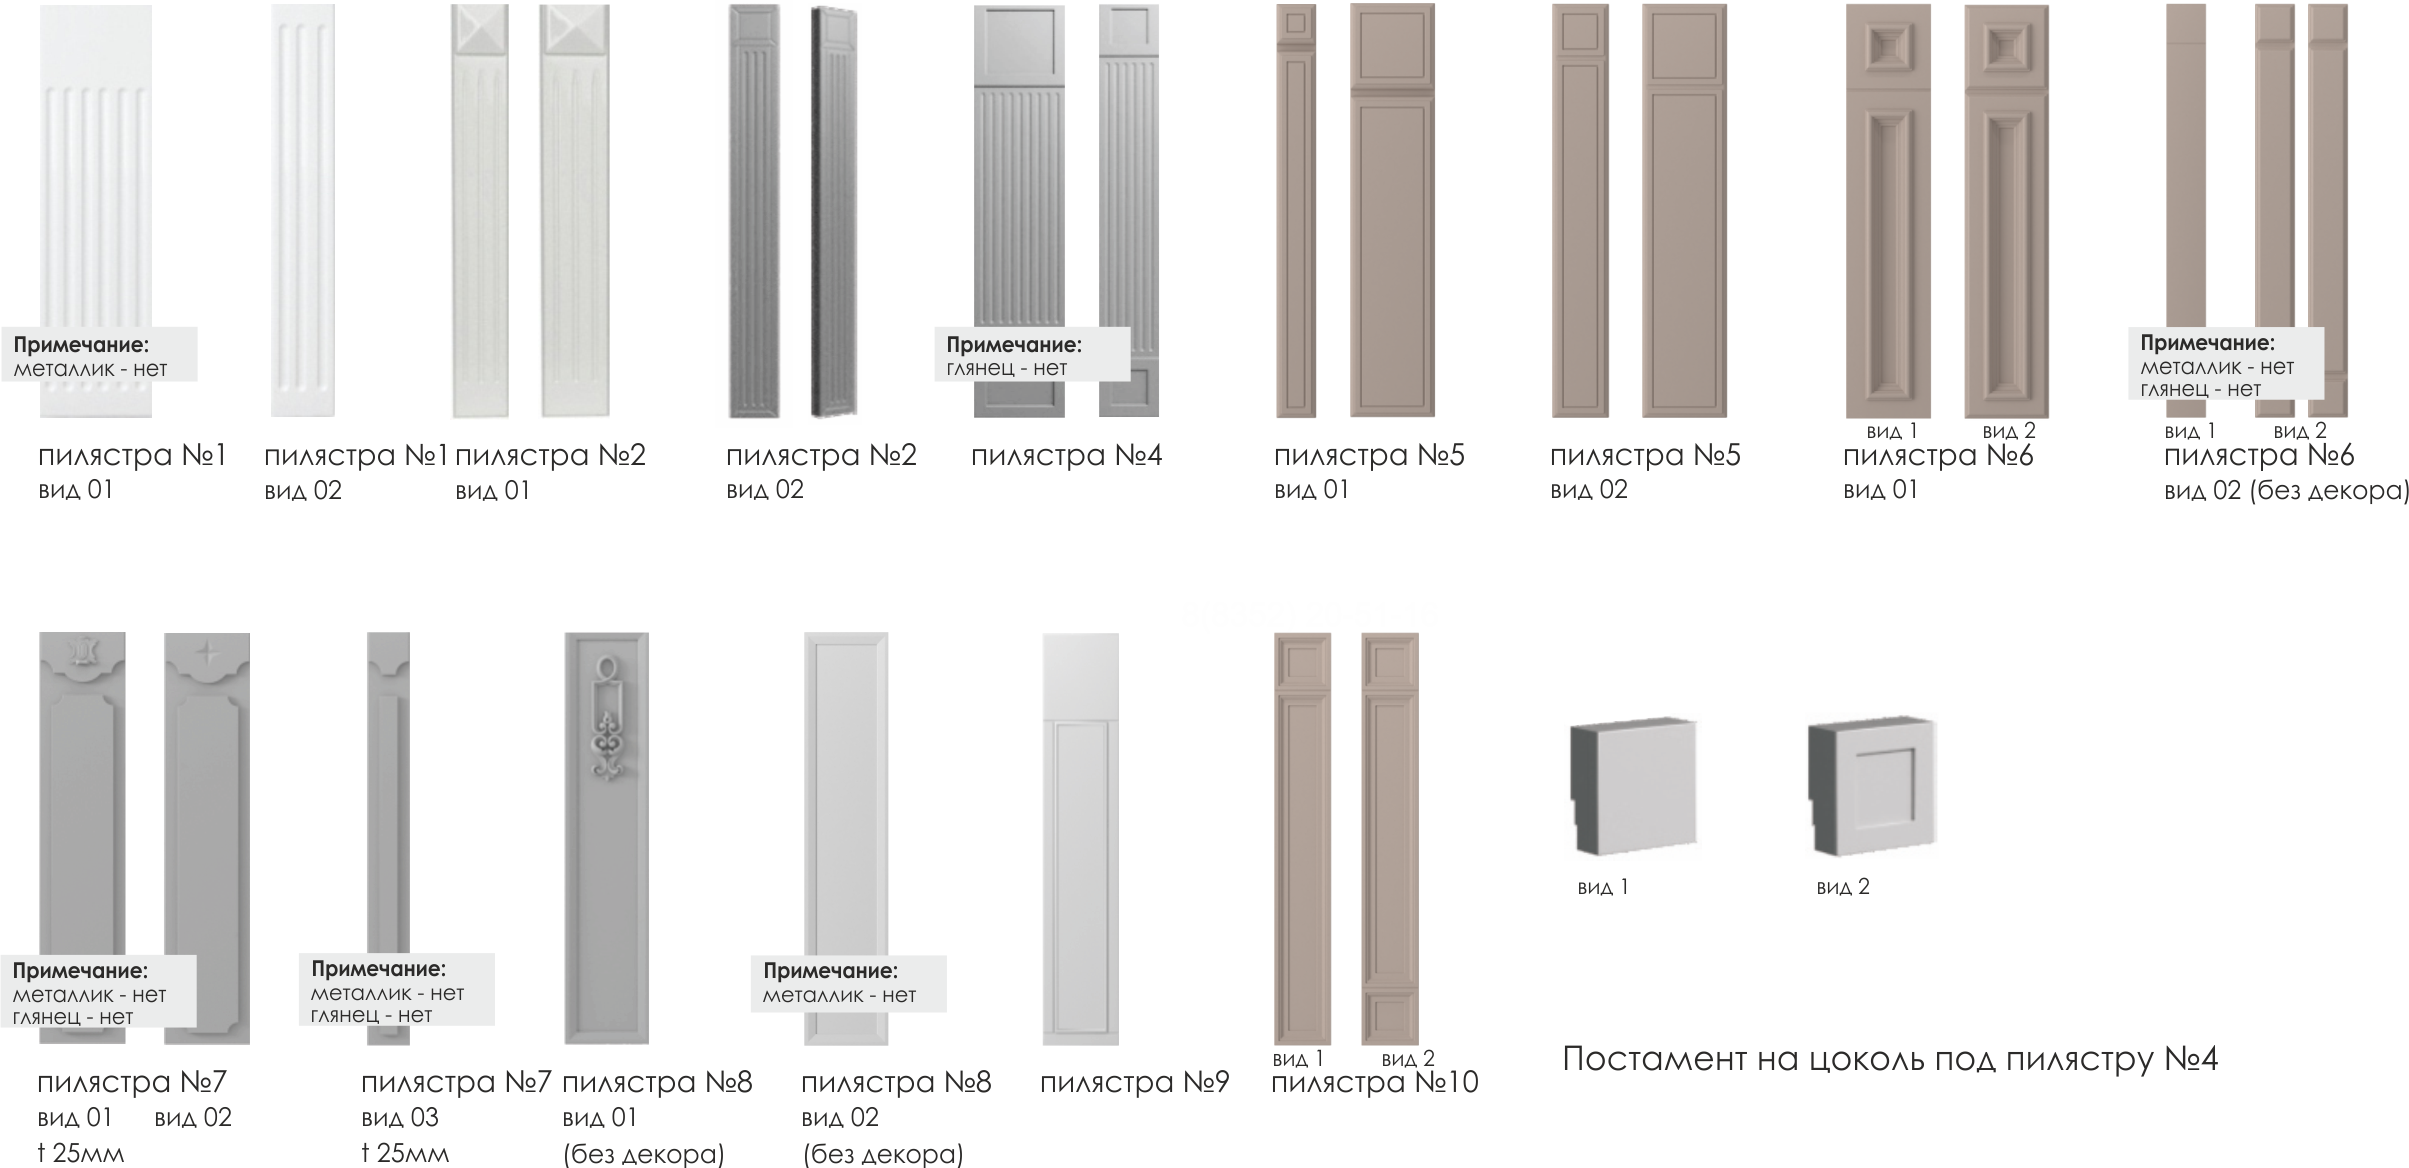 Примечание:
металлик - нет
Примечание:
глянец - нет
Примечание:
металлик - нет
глянец - нет
вид 1
вид 2
вид 1
вид 2
пилястра №1
вид 01
пилястра №1
вид 02
пилястра №2
вид 01
пилястра №2
вид 02
пилястра №4
пилястра №5
вид 01
пилястра №5
вид 02
пилястра №6
вид 01
пилястра №6
вид 02 (без декора)
вид 1
вид 2
Примечание:
металлик - нет
глянец - нет
Примечание:
металлик - нет
глянец - нет
Примечание:
металлик - нет
вид 1
вид 2
пилястра №7
вид 01
вид 02
t 25мм
пилястра №7
вид 03
t 25мм
пилястра №8
вид 01
(без декора)
пилястра №8
вид 02
(без декора)
пилястра №9
пилястра №10
Постамент на цоколь под пилястру №4